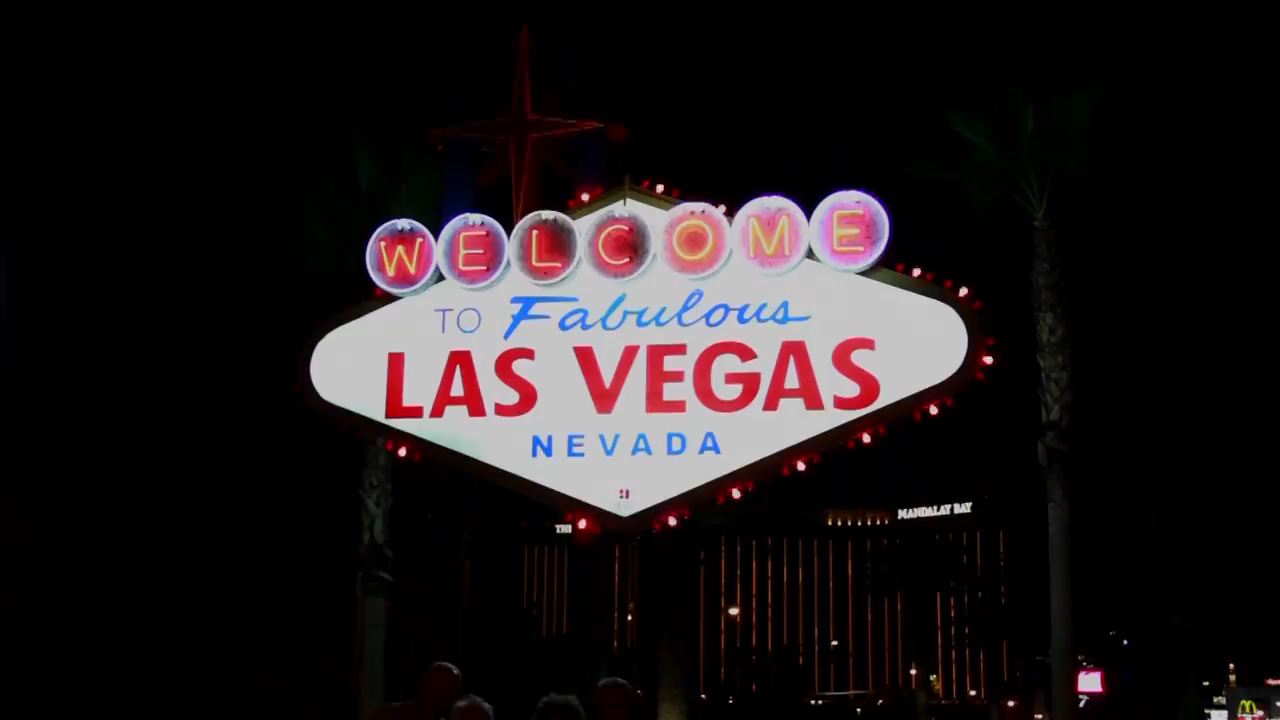 WELCOME
TO Fabulous
LAS VEGAS
NEVADA
MANDALAY BAY